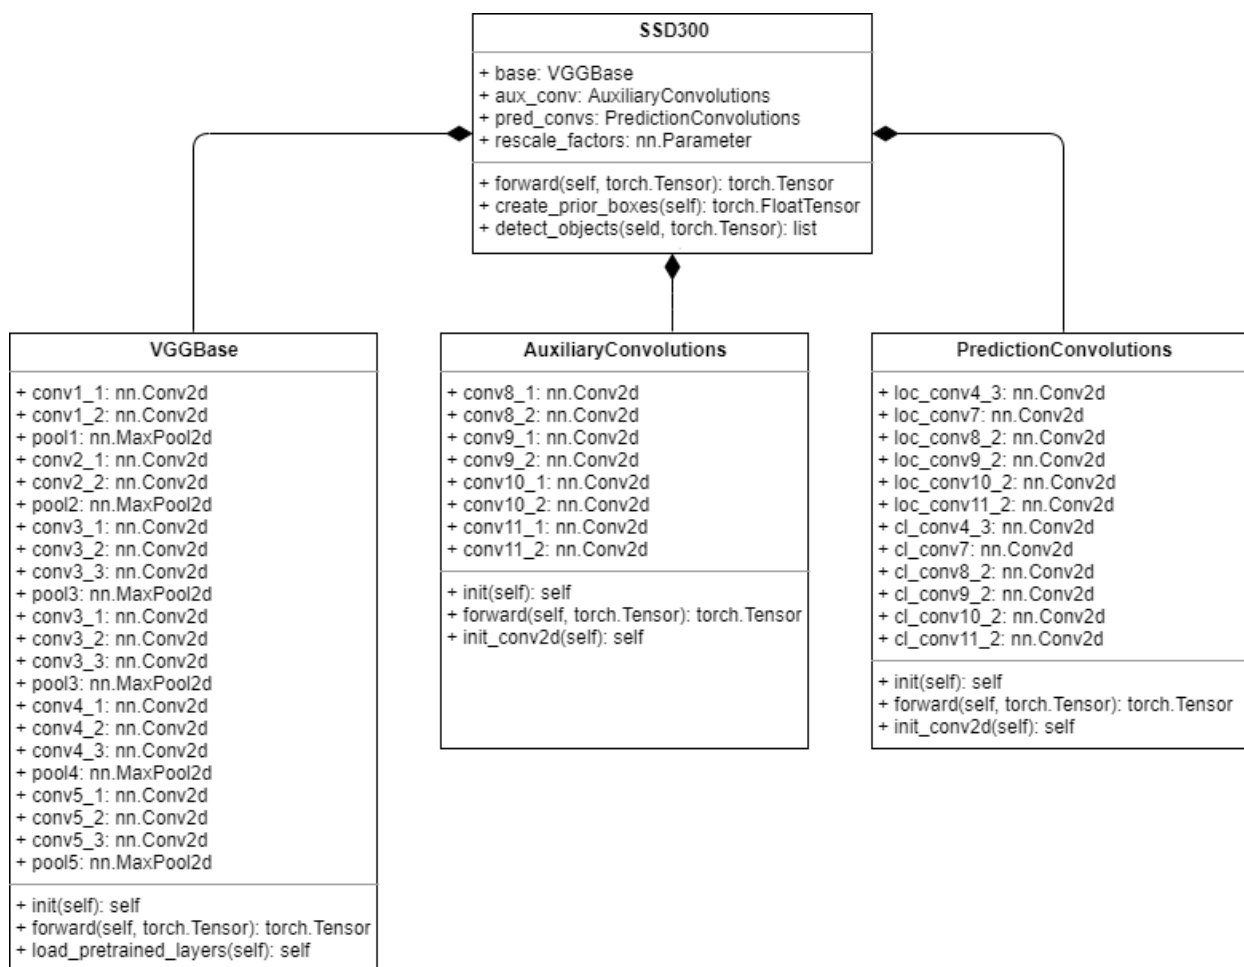 SSD300
+ base: VGGBase
+ aux_conv: AuxiliaryConvolutions
+ pred_convs: PredictionConvolutions
+ rescale_factors: nn.Parameter
+ forward(self, torch.Tensor): torch.Tensor
+ create_prior_boxes(self): torch.FloatTensor
+ detect_objects(seld, torch.Tensor): list
VGGBase
+ conv1_1: nn.Conv2d
+ conv1_2: nn.Conv2d
+ pool1: nn.MaxPool2d
+ conv2_1: nn.Conv2d
+ conv2_2: nn.Conv2d
+ pool2: nn.MaxPool2d
+ conv3_1: nn.Conv2d
+ conv3_2: nn.Conv2d
+ conv3_3: nn.Conv2d
+ pool3: nn.MaxPool2d
+ conv3_1: nn.Conv2d
+ conv3_2: nn.Conv2d
+ conv3_3: nn.Conv2d
+ pool3: nn.MaxPool2d
+ conv4_1: nn.Conv2d
+ conv4_2: nn.Conv2d
+ conv4_3: nn.Conv2d
+ pool4: nn.MaxPool2d
+ conv5_1: nn.Conv2d
+ conv5_2: nn.Conv2d
+ conv5_3: nn.Conv2d
+ pool5: nn.MaxPool2d
+ init(self): self
+ forward(self, torch.Tensor): torch.Tensor
+ load_pretrained_layers(self): self
AuxiliaryConvolutions
+ conv8_1: nn.Conv2d
+ conv8_2: nn.Conv2d
+ conv9_1: nn.Conv2d
+ conv9_2: nn.Conv2d
+ conv10_1: nn.Conv2d
+ conv10_2: nn.Conv2d
+ conv11_1: nn.Conv2d
+ conv11_2: nn.Conv2d
+ init(self): self
+ forward(self, torch.Tensor): torch.Tensor
+ init_conv2d(self): self
PredictionConvolutions
+ loc_conv4_3: nn.Conv2d
+ loc_conv7: nn.Conv2d
+ loc_conv8_2: nn.Conv2d
+ loc_conv9_2: nn.Conv2d
+ loc_conv10_2: nn.Conv2d
+ loc_conv11_2: nn.Conv2d
+ cl_conv4_3: nn.Conv2d
+ cl_conv7: nn.Conv2d
+ cl_conv8_2: nn.Conv2d
+ cl_conv9_2: nn.Conv2d
+ cl_conv10_2: nn.Conv2d
+ cl_conv11_2: nn.Conv2d
+ init(self): self
+ forward(self, torch.Tensor): torch.Tensor
+ init_conv2d(self): self